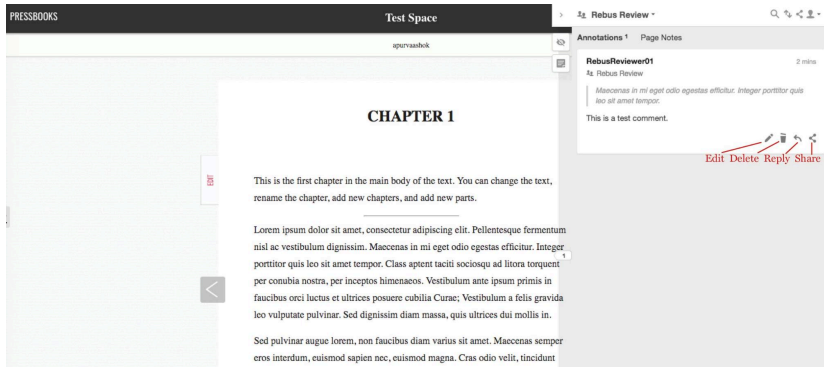 PRESSBOOKS
Test Space
apurvaashok
EDIT
CHAPTER 1
This is the first chapter in the main body of the text. You can change the text,
rename the chapter, add new chapters, and add new parts.
Lorem ipsum dolor sit amet, consectetur adipiscing elit. Pellentesque fermentum
nisl ac vestibulum dignissim. Maecenas in mi eget odio egestas efficitur. Integer
porttitor quis leo sit amet tempor. Class aptent taciti sociosqu ad litora torquent
per conubia nostra, per inceptos himenaeos. Vestibulum ante ipsum primis in
faucibus orci luctus et ultrices posuere cubilia Curae; Vestibulum a felis gravida
leo vulputate pulvinar. Sed dignissim diam massa, quis ultrices dui mollis in.
Sed pulvinar augue lorem, non faucibus diam varius sit amet. Maecenas semper
eros interdum, euismod sapien nec, euismod magna. Cras odio velit, tincidunt
1
Rebus Review
Annotations 1 Page Notes
RebusReviewer01 2 mins
Rebus Review
Maecenas in mi eget odio egestas efficitur. Integer porttitor quis
leo sit amet tempor.
This is a test comment.
Edit Delete Reply Share